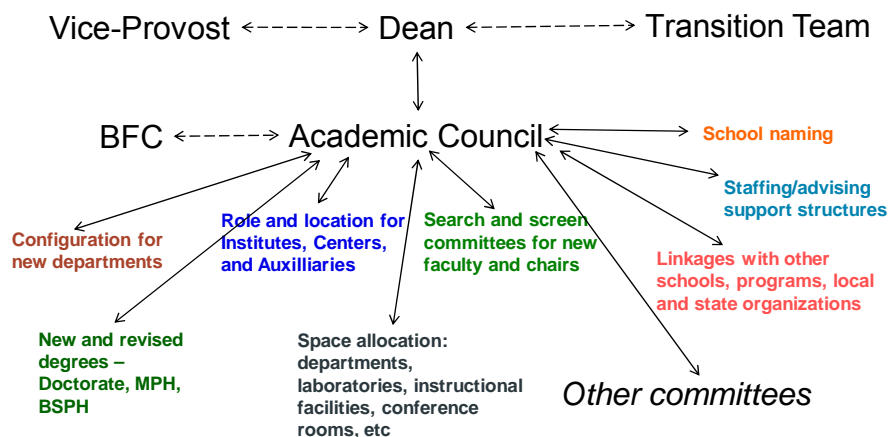 Vice-Provost
Dean
Transition Team
BFC
Academic Council
School naming
Staffing/advising
support structures
Role and location for
Institutes, Centers,
and Auxilliaries
Search and screen
committees for new
faculty and chairs
Configuration for
new departments
Linkages with other
schools, programs, local
and state organizations
New and revised
degrees –
Doctorate, MPH,
BSPH
Space allocation:
departments,
laboratories, instructional
facilities, conference
rooms, etc
Other committees